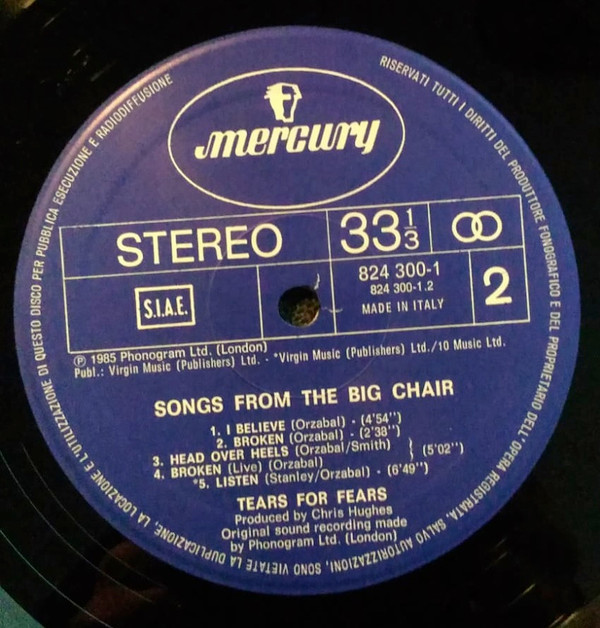 RISERVATI TUTTI I DIRITTI DEL PRODUTTORE FONOGRAFICO E DEL PROPRIETARIO DELL'OPERA REGISTRATA. SALVO AUTORIZZAZIONI, SONO VIETATE LA DUPLICAZIONE, LA LOCAZIONE E L'UTILIZZAZIONE DI QUESTO DISCO PER PUBBLICA ESECUZIONE E RADIODIFFUSIONE
mercury
STEREO
33 1/3
S.I.A.E.
824 300-1
824 300-1.2
MADE IN ITALY
2
Ⓟ 1985 Phonogram Ltd. (London)
Publ.: Virgin Music (Publishers) Ltd. - *Virgin Music (Publishers) Ltd./10 Music Ltd.
SONGS FROM THE BIG CHAIR
1. I BELIEVE (Orzabal) - (4'54'')
2. BROKEN (Orzabal) - (2'38'')
3. HEAD OVER HEELS (Orzabal/Smith)
4. BROKEN (Live) (Orzabal) } (5'02'')
*5. LISTEN (Stanley/Orzabal) - (6'49'')
TEARS FOR FEARS
Produced by Chris Hughes
Original sound recording made
by Phonogram Ltd. (London)